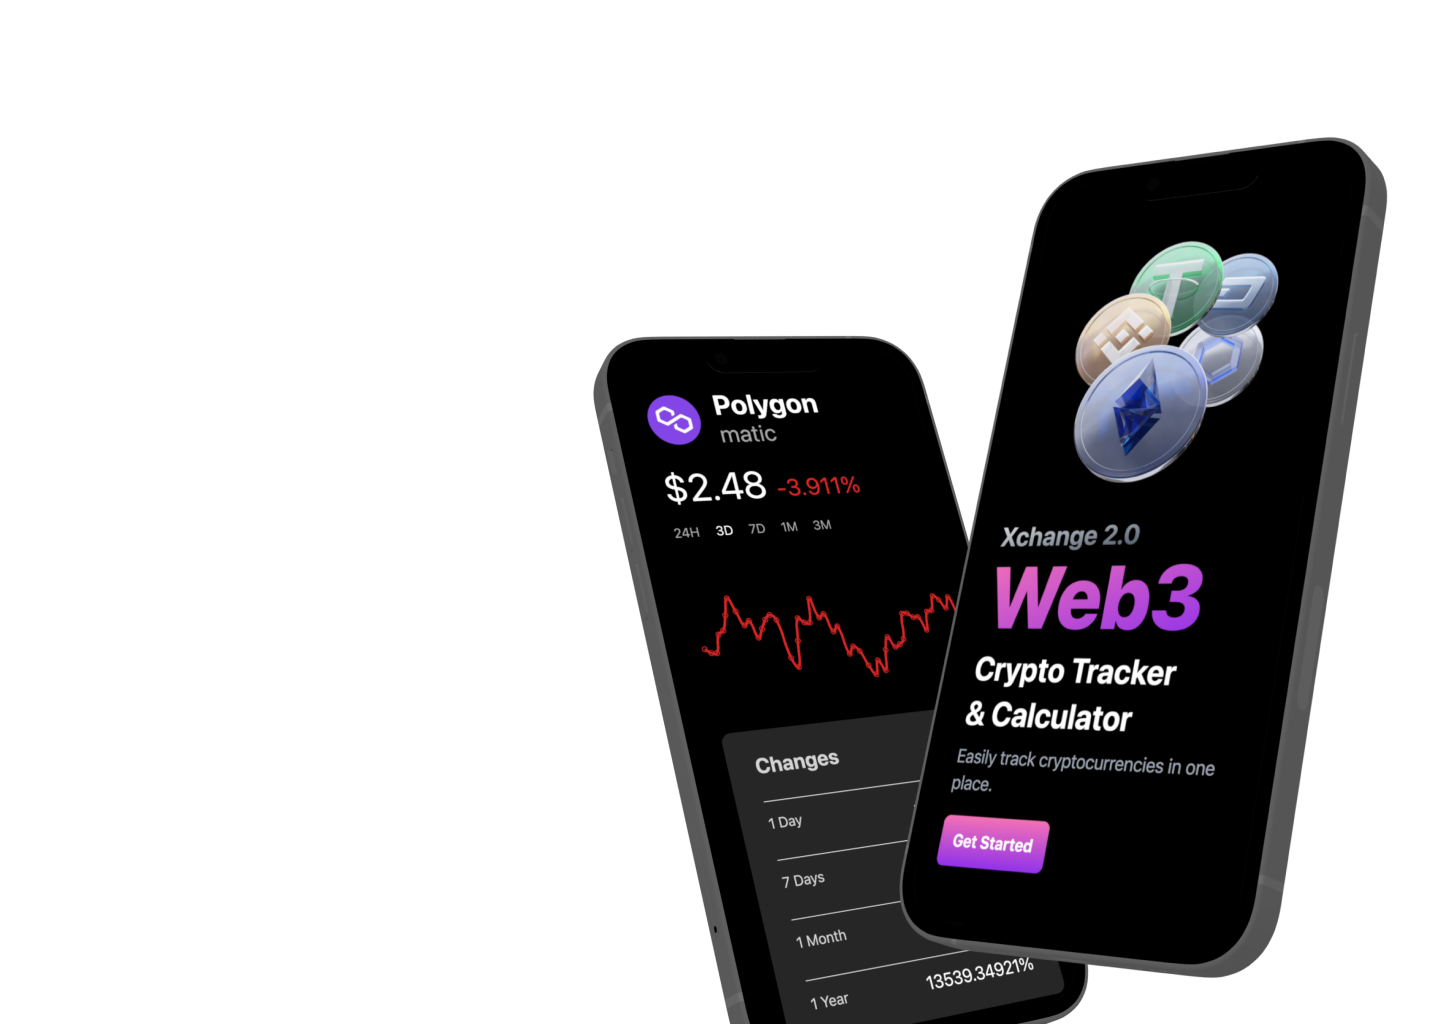 Polygon
matic
$2.48 -3.911%
24H 3D 7D 1M 3M
Changes
1 Day
7 Days
1 Month
1 Year 13539.34921%
Xchange 2.0
Web3
Crypto Tracker
& Calculator
Easily track cryptocurrencies in one
place.
Get Started